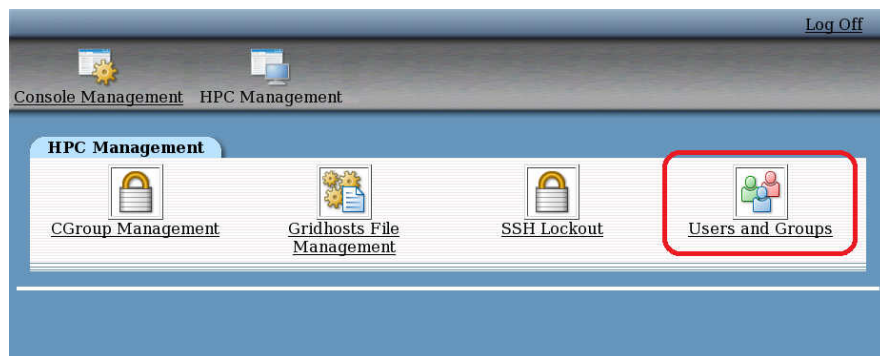 Log Off
Console Management HPC Management
HPC Management
CGroup Management Gridhosts File SSH Lockout Users and Groups
Management